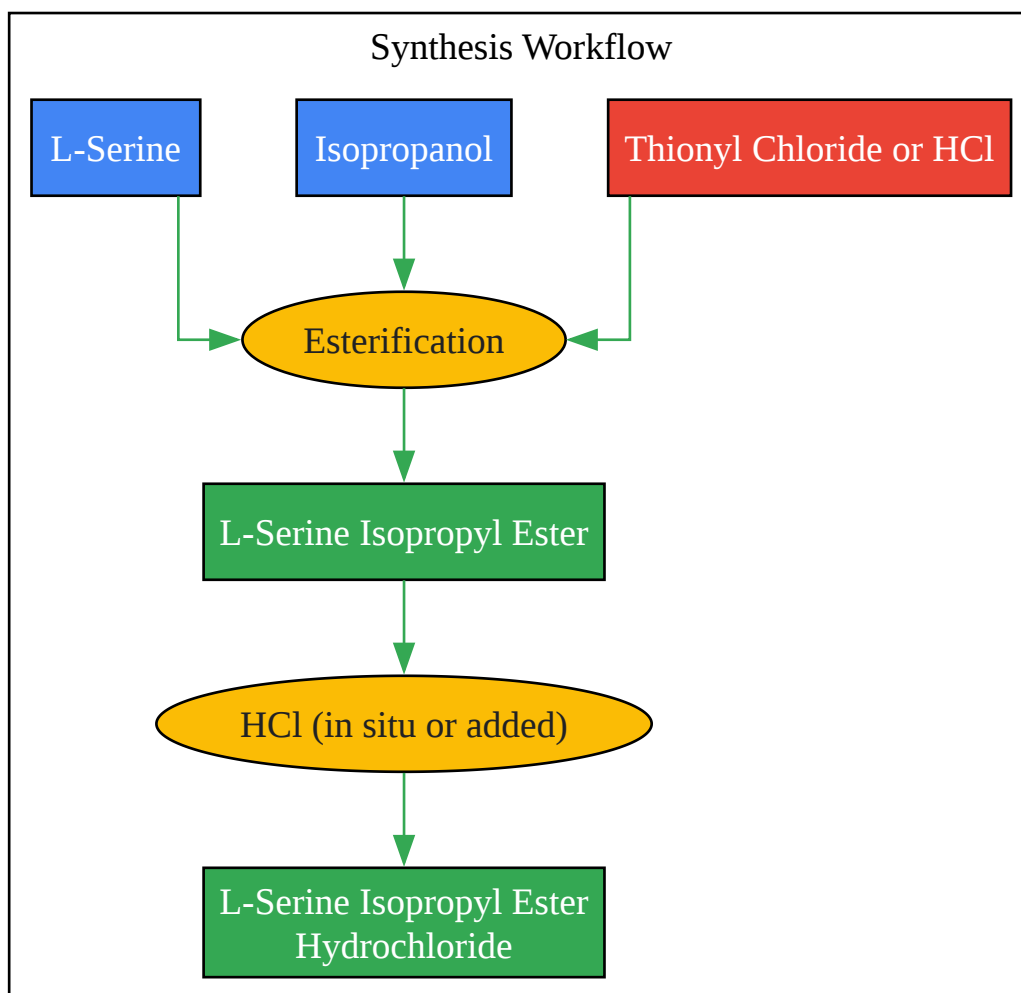 Synthesis Workflow
L-Serine
Isopropanol
Thionyl Chloride or HCl
Esterification
L-Serine Isopropyl Ester
HCl (in situ or added)
L-Serine Isopropyl Ester
Hydrochloride